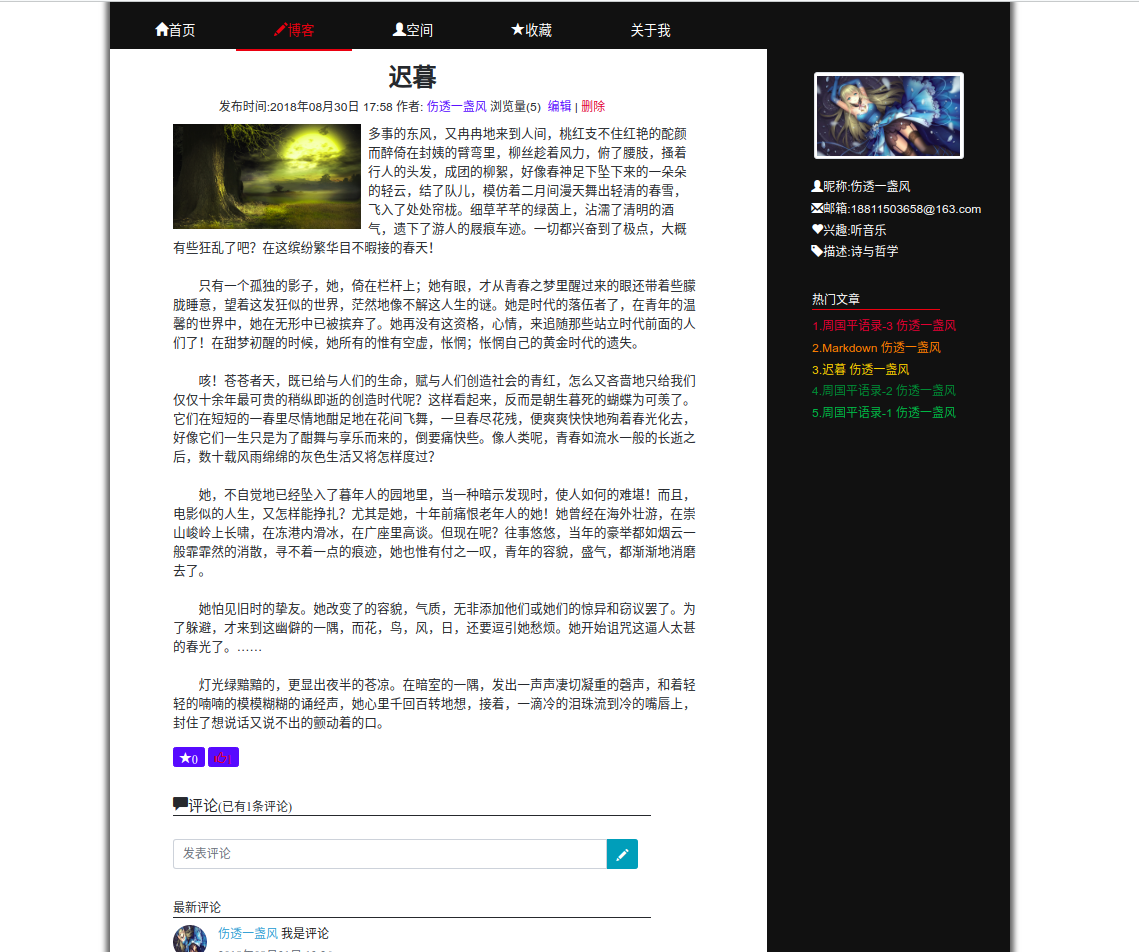 首页 博客 空间 收藏 关于我
迟暮
发布时间:2018年08月30日 17:58 作者: 伤透一盏风 浏览量(5) 编辑 | 删除
多事的东风，又冉冉地来到人间，桃红支不住红艳的酡颜
而醉倚在封姨的臂弯里，柳丝趁着风力，俯了腰肢，搔着
行人的头发，成团的柳絮，好像春神足下坠下来的一朵朵
的轻云，结了队儿，模仿着二月间漫天舞出轻清的春雪，
飞入了处处帘栊。细草芊芊的绿茵上，沾濡了清明的酒
气，遗下了游人的屐痕车迹。一切都兴奋到了极点，大概
有些狂乱了吧？在这缤纷繁华目不暇接的春天！
只有一个孤独的影子，她，倚在栏杆上；她有眼，才从青春之梦里醒过来的眼还带着些朦
胧睡意，望着这发狂似的世界，茫然地像不解这人生的谜。她是时代的落伍者了，在青年的温
馨的世界中，她在无形中已被摈弃了。她再没有这资格，心情，来追随那些站立时代前面的人
们了！在甜梦初醒的时候，她所有的惟有空虚，怅惘；怅惘自己的黄金时代的遗失。
咳！苍苍者天，既已给与人们的生命，赋与人们创造社会的青红，怎么又吝啬地只给我们
仅仅十余年最可贵的稍纵即逝的创造时代呢？这样看起来，反而是朝生暮死的蝴蝶为可羡了。
它们在短短的一春里尽情地酣足地在花间飞舞，一旦春尽花残，便爽爽快快地殉着春光化去，
好像它们一生只是为了酣舞与享乐而来的，倒要痛快些。像人类呢，青春如流水一般的长逝之
后，数十载风雨绵绵的灰色生活又将怎样度过？
她，不自觉地已经坠入了暮年人的园地里，当一种暗示发现时，使人如何的难堪！而且，
电影似的人生，又怎样能挣扎？尤其是她，十年前痛恨老年人的她！她曾经在海外壮游，在崇
山峻岭上长啸，在冻港内滑冰，在广座里高谈。但现在呢？往事悠悠，当年的豪举都如烟云一
般霏霏然的消散，寻不着一点的痕迹，她也惟有付之一叹，青年的容貌，盛气，都渐渐地消磨
去了。
她怕见旧时的挚友。她改变了的容貌，气质，无非添加他们或她们的惊异和窃议罢了。为
了躲避，才来到这幽僻的一隅，而花，鸟，风，日，还要逗引她愁烦。她开始诅咒这逼人太甚
的春光了。……
灯光绿黯黯的，更显出夜半的苍凉。在暗室的一隅，发出一声声凄切凝重的磬声，和着轻
轻的喃喃的模模糊糊的诵经声，她心里千回百转地想，接着，一滴冷的泪珠流到冷的嘴唇上，
封住了想说话又说不出的颤动着的口。
0
评论(已有1条评论)
发表评论
最新评论
伤透一盏风 我是评论
昵称:伤透一盏风
邮箱:18811503658@163.com
兴趣:听音乐
描述:诗与哲学
热门文章
1.周国平语录-3 伤透一盏风
2.Markdown 伤透一盏风
3.迟暮 伤透一盏风
4.周国平语录-2 伤透一盏风
5.周国平语录-1 伤透一盏风